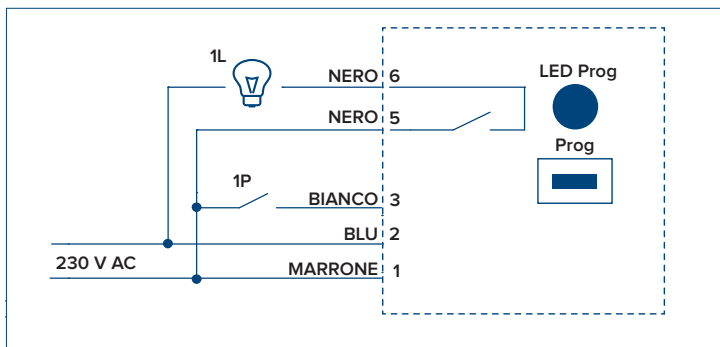 1L
NERO 6
LED Prog
NERO 5
Prog
1P
BIANCO 3
BLU 2
230 V AC
MARRONE 1